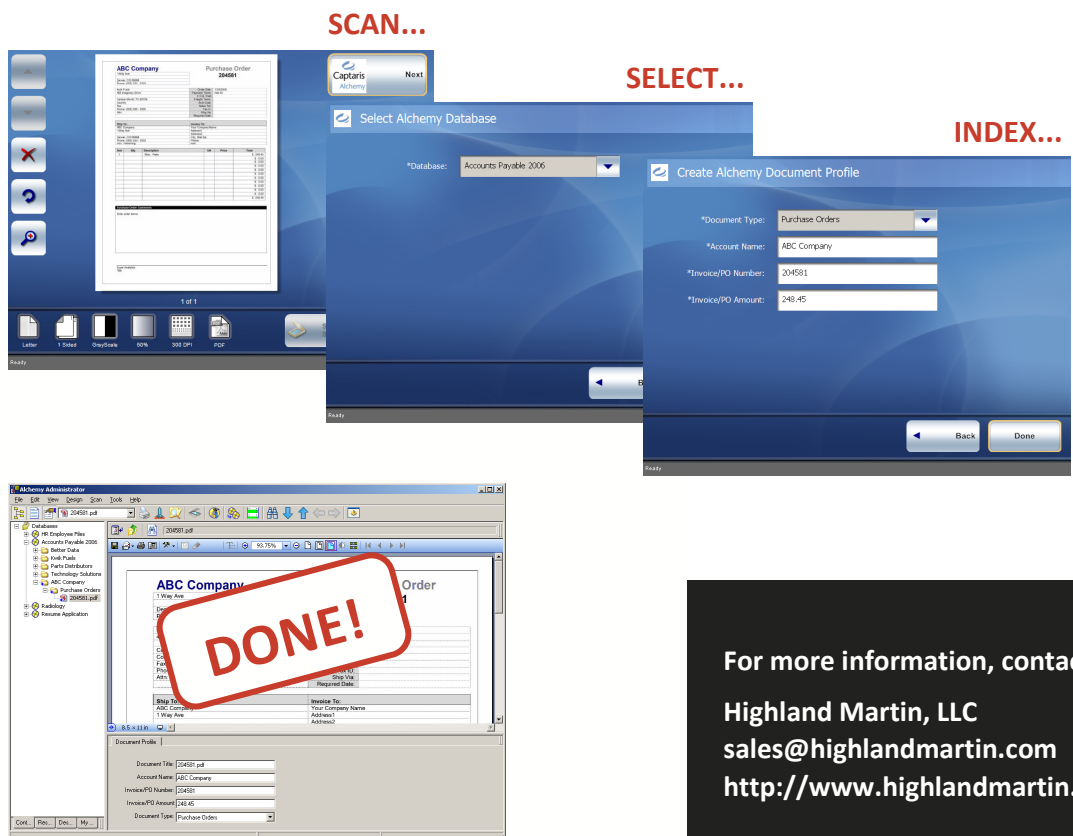 SCAN...
ABC Company
Purchase Order
204581
1 of 1
Letter
1 Sided
GrayScale
50%
300 DPI
PDF
Ready
Captaris
Alchemy
Next
SELECT...
Select Alchemy Database
*Database:
Accounts Payable 2006
Ready
INDEX...
Create Alchemy Document Profile
*Document Type:
Purchase Orders
*Account Name:
ABC Company
*Invoice/PO Number:
204581
*Invoice/PO Amount:
248.45
Back
Done
Ready
Alchemy Administrator
File Edit View Design Scan Tools Help
204581.pdf
204581.pdf
93.75%
Databases
HR Employee Files
Accounts Payable 2006
Better Data
Kwik Fuels
Parts Distributors
Technology Solutions
ABC Company
Purchase Orders
204581.pdf
Radiology
Resume Application
ABC Company
Order
1 Way Ave
DONE!
Ship Via:
Required Date:
Ship To:
Invoice To:
ABC Company
Your Company Name
1 Way Ave
Address1
Address2
8.5 x 11 in
Document Profile
Document Title: 204581.pdf
Account Name: ABC Company
Invoice/PO Number: 204581
Invoice/PO Amount: 248.45
Document Type: Purchase Orders
Cont... Res... Des... My ...
For more information, contac
Highland Martin, LLC
sales@highlandmartin.com
http://www.highlandmartin.